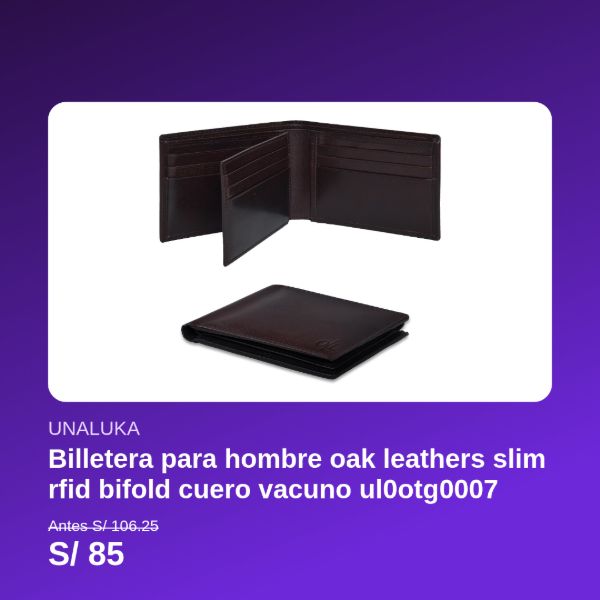 UNALUKA
Billetera para hombre oak leathers slim
rfid bifold cuero vacuno ul0otg0007
Antes S/ 106.25
S/ 85